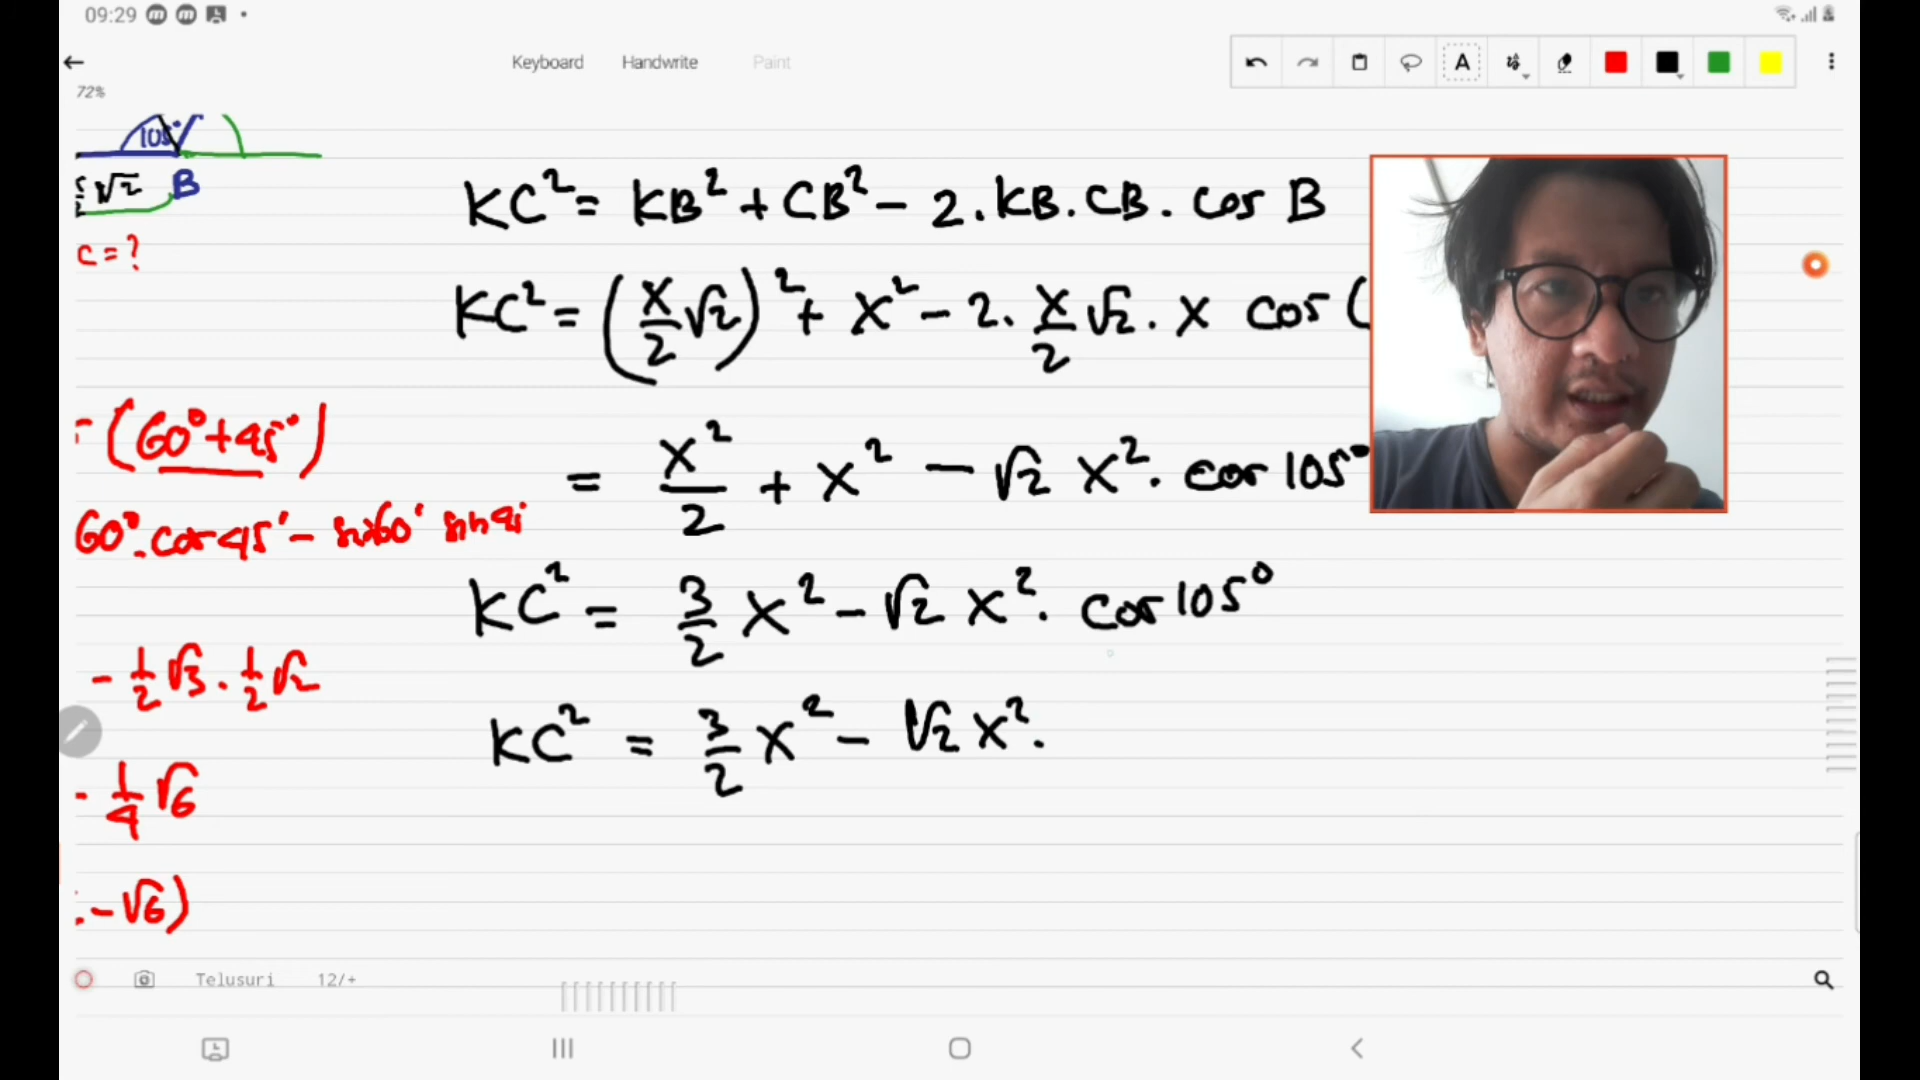 09:29
Keyboard Handwrite Paint
A
72%
105°
√2 B
C = ?
KC² = KB² + CB² - 2.KB.CB. cos B
KC² = (x/2 √2)² + x² - 2. x/2 √2 . x cos (
- (60°+45°)
= x²/2 + x² - √2 x². cos 105°
60°. cos 45° - sin 60° sin 45
KC² = 3/2 x² - √2 x². cos 105°
- 1/2 √3 . 1/2 √2
KC² = 3/2 x² - √2 x².
- 1/4 √6
- √6)
Telusuri 12/+